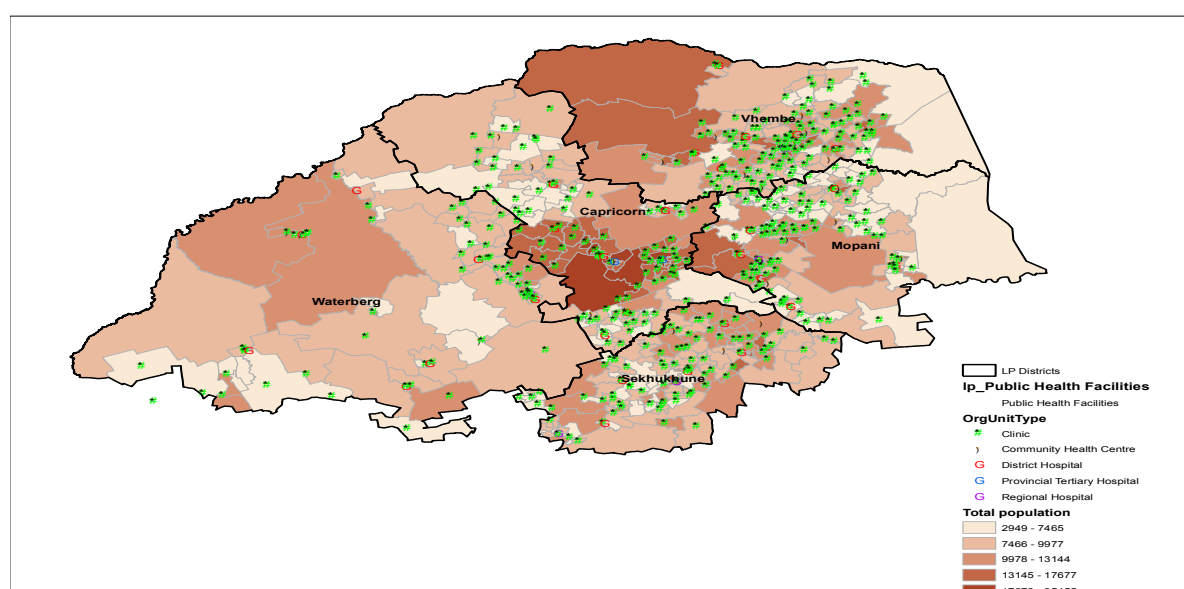 Vhembe
Capricorn
Mopani
Waterberg
Sekhukhune
LP Districts
lp_Public Health Facilities
Public Health Facilities
OrgUnitType
Clinic
Community Health Centre
G District Hospital
G Provincial Tertiary Hospital
G Regional Hospital
Total population
2949 - 7465
7466 - 9977
9978 - 13144
13145 - 17677